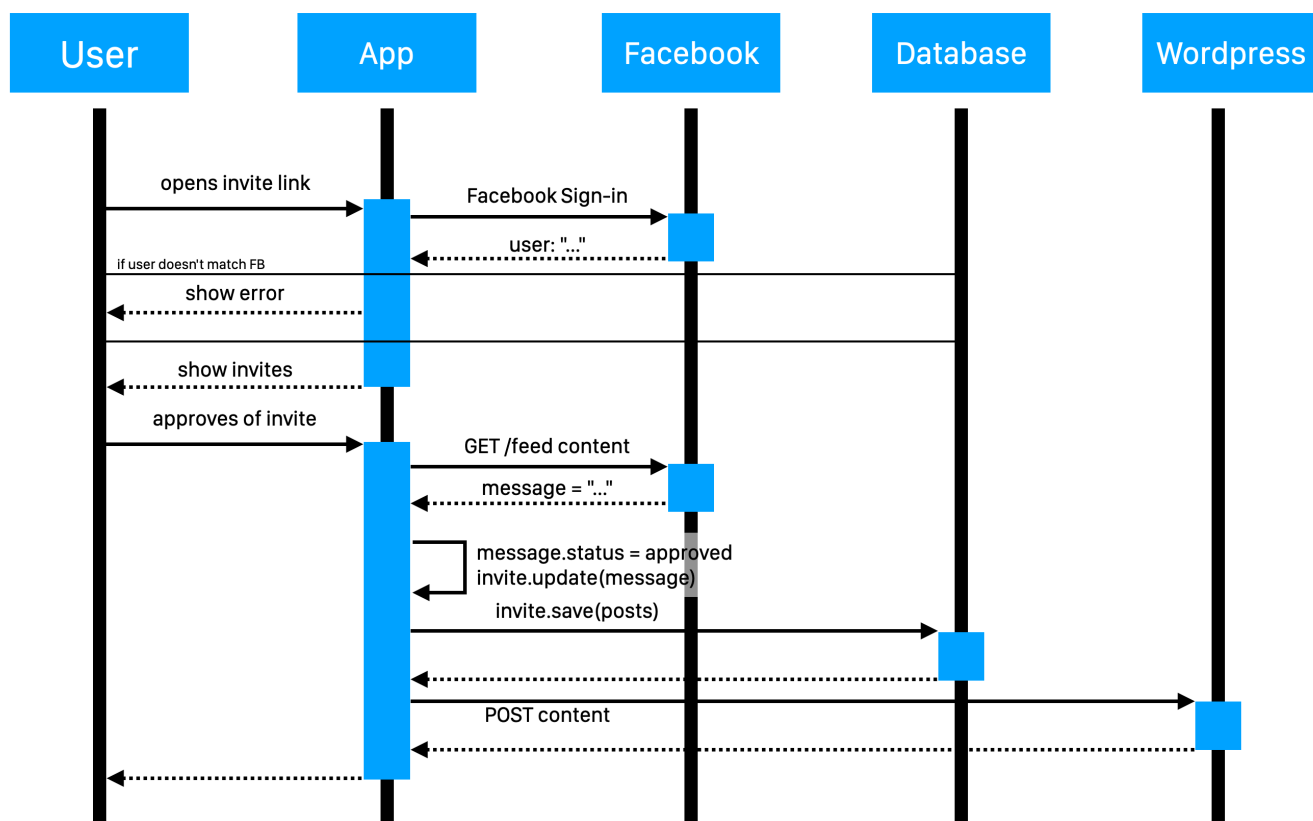 User
App
Facebook
Database
Wordpress
opens invite link
Facebook Sign-in
user: "..."
if user doesn't match FB
show error
show invites
approves of invite
GET /feed content
message = "..."
message.status = approved
invite.update(message)
invite.save(posts)
POST content